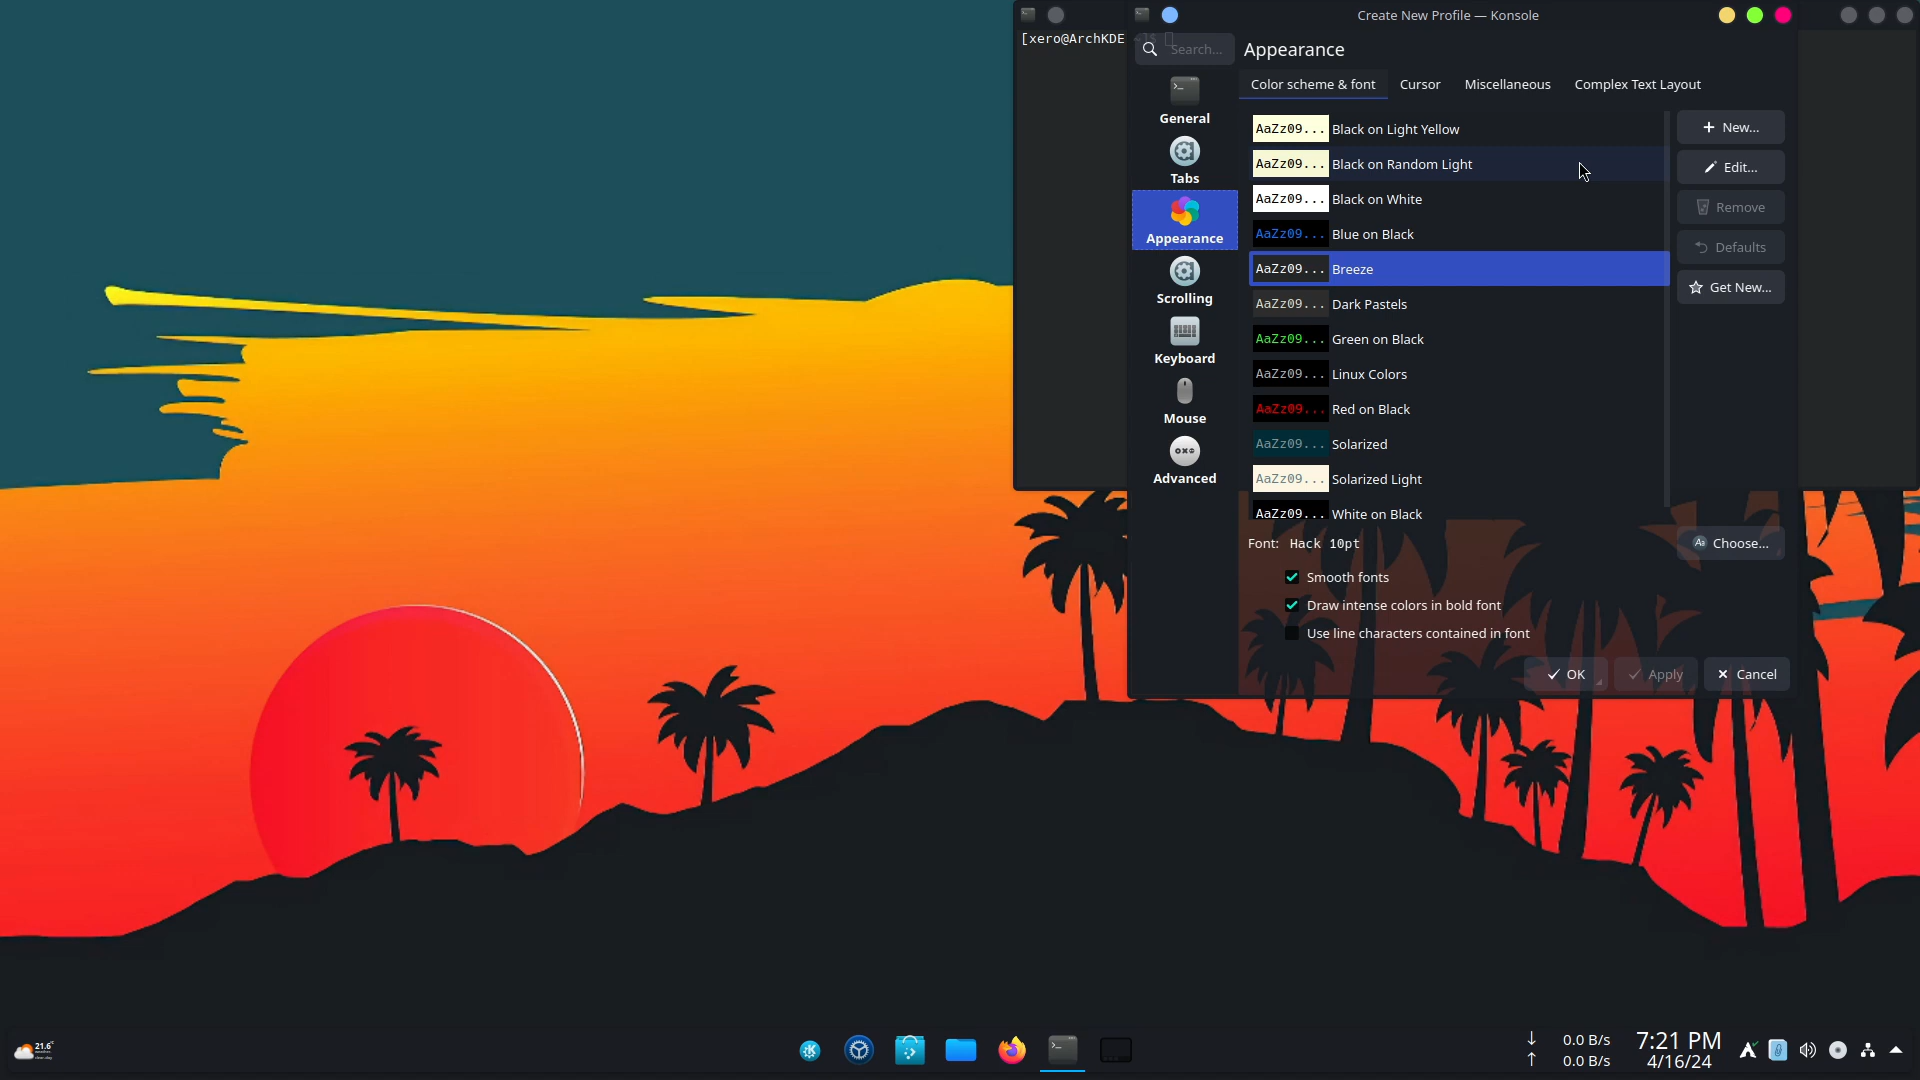 Create New Profile — Konsole
[xero@ArchKDE ~]$
Search...
Appearance
Color scheme & font
Cursor
Miscellaneous
Complex Text Layout
General
Tabs
Appearance
Scrolling
Keyboard
Mouse
Advanced
AaZz09... Black on Light Yellow
AaZz09... Black on Random Light
AaZz09... Black on White
AaZz09... Blue on Black
AaZz09... Breeze
AaZz09... Dark Pastels
AaZz09... Green on Black
AaZz09... Linux Colors
AaZz09... Red on Black
AaZz09... Solarized
AaZz09... Solarized Light
AaZz09... White on Black
New...
Edit...
Remove
Defaults
Get New...
Font: Hack 10pt
Choose...
Smooth fonts
Draw intense colors in bold font
Use line characters contained in font
OK
Apply
Cancel
21.6°
0.0 B/s
0.0 B/s
7:21 PM
4/16/24